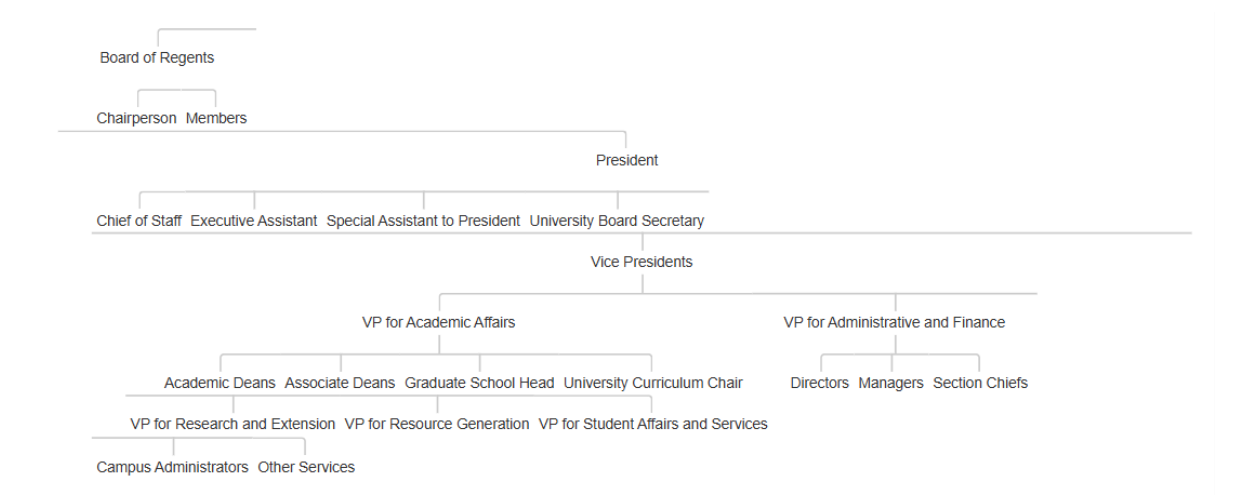 Board of Regents
Chairperson Members
President
Chief of Staff Executive Assistant Special Assistant to President University Board Secretary
Vice Presidents
VP for Academic Affairs VP for Administrative and Finance
Academic Deans Associate Deans Graduate School Head University Curriculum Chair Directors Managers Section Chiefs
VP for Research and Extension VP for Resource Generation VP for Student Affairs and Services
Campus Administrators Other Services